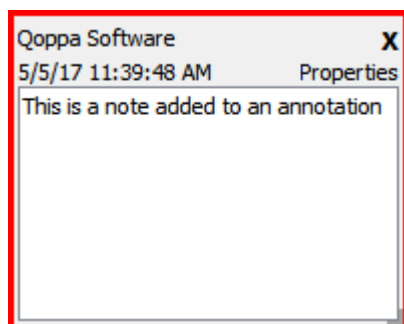 Qoppa Software X
5/5/17 11:39:48 AM Properties
This is a note added to an annotation